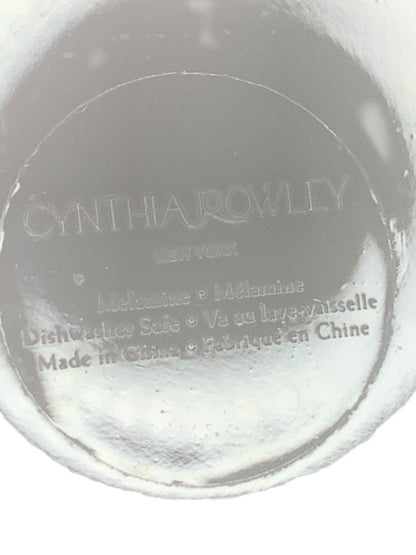 CYNTHIA ROWLEY
NEW YORK
Melamine • Mélamine
Dishwasher Safe • Va au lave-vaisselle
Made in China • Fabriqué en Chine